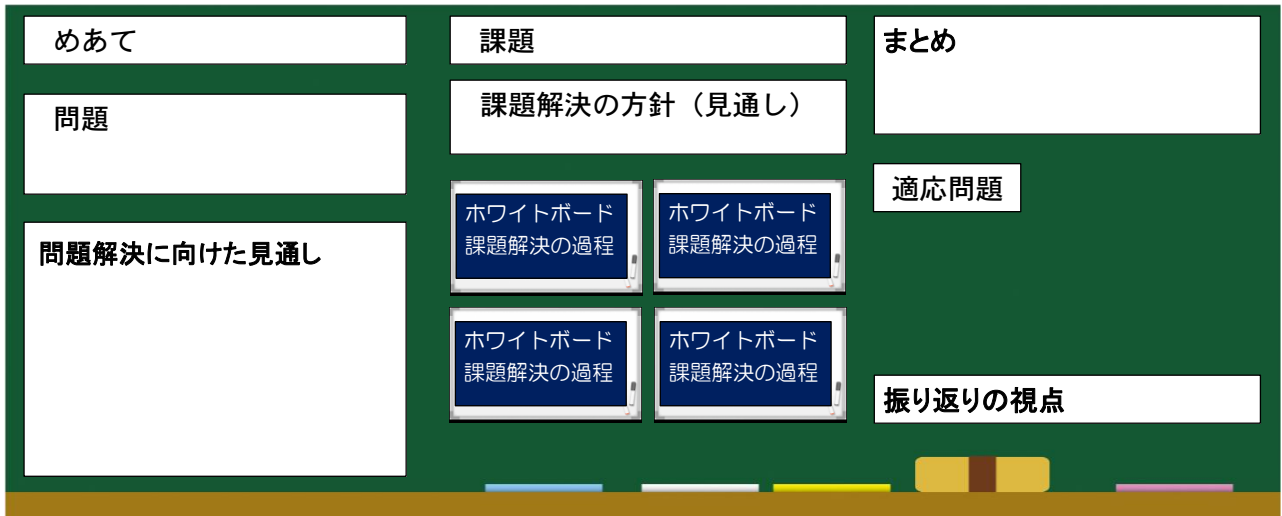 めあて
問題
問題解決に向けた見通し
課題
課題解決の方針（見通し）
ホワイトボード
課題解決の過程
ホワイトボード
課題解決の過程
ホワイトボード
課題解決の過程
ホワイトボード
課題解決の過程
まとめ
適応問題
振り返りの視点